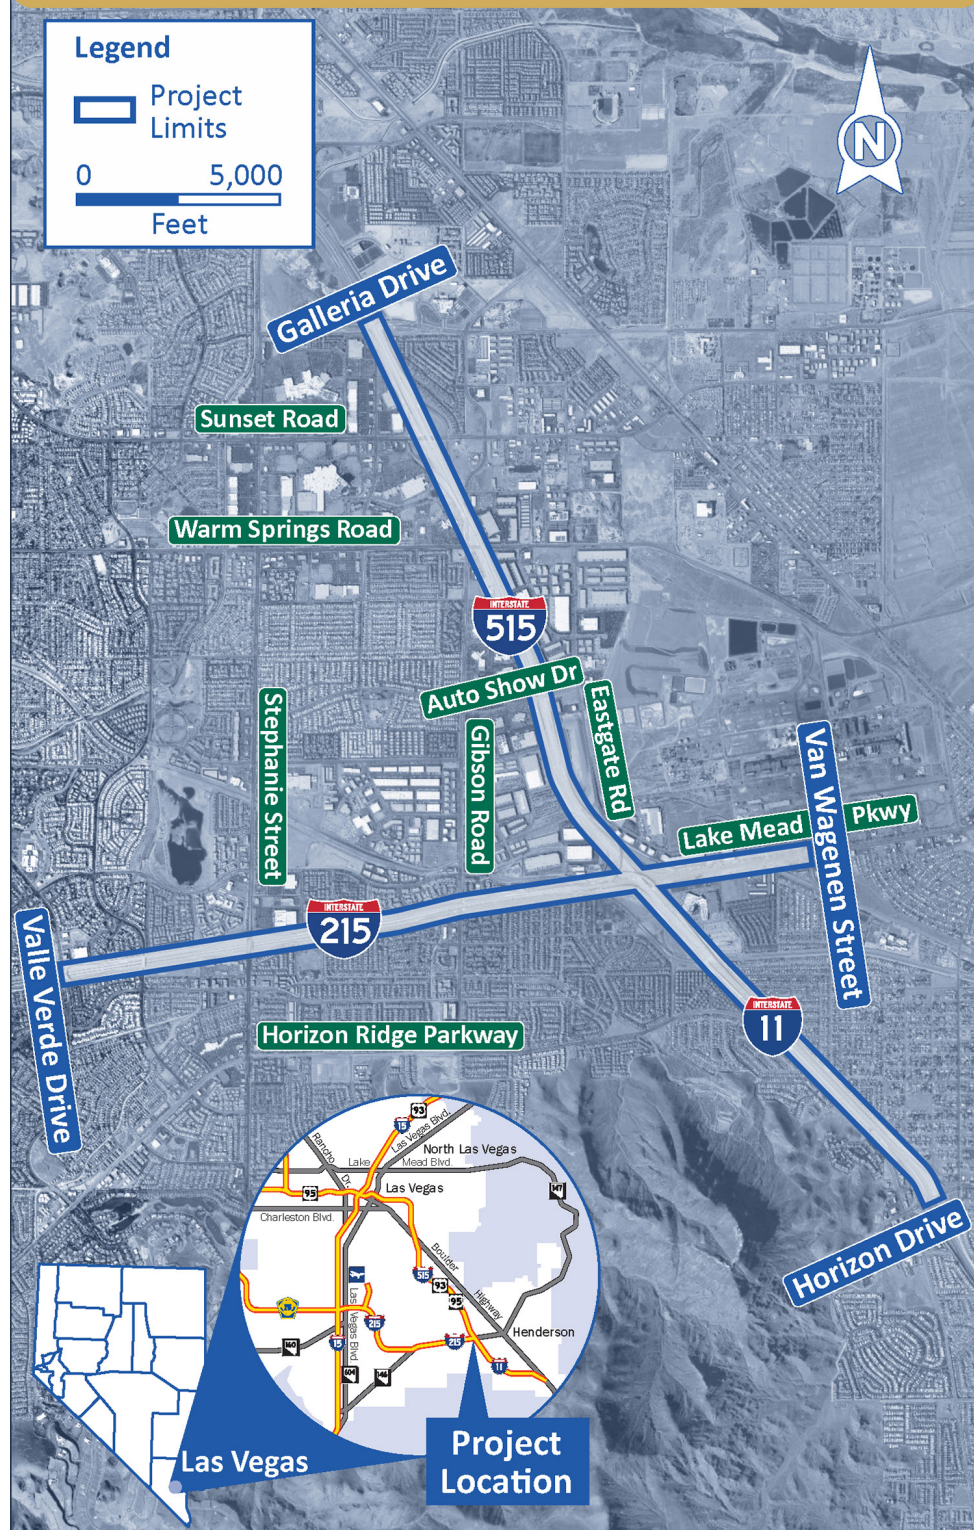 Legend
Project
Limits
0 5,000
Feet
N
Galleria Drive
Sunset Road
Warm Springs Road
INTERSTATE
515
Auto Show Dr
Eastgate Rd
Stephanie Street
Gibson Road
Van Wagenen Street
Lake Mead Pkwy
INTERSTATE
215
Valle Verde Drive
INTERSTATE
11
Horizon Ridge Parkway
Horizon Drive
93
15
Las Vegas Blvd.
North Las Vegas
Rancho Dr.
Lake Mead Blvd.
95
Las Vegas
147
Charleston Blvd.
Boulder Highway
515
93
95
215
Las Vegas Blvd.
15
215
Henderson
160
11
604
146
Las Vegas
Project
Location